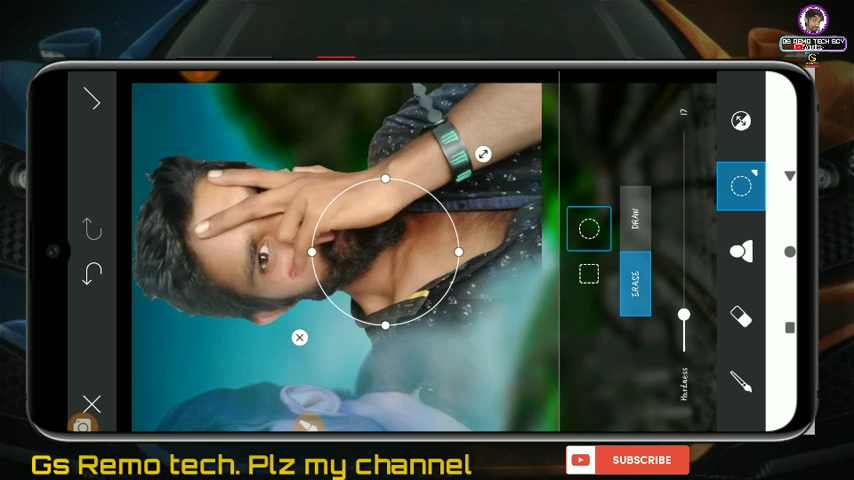 GS REMO TECH BOY
17
DRAW
ERASE
Hardness
Gs Remo tech. Plz my channel
SUBSCRIBE